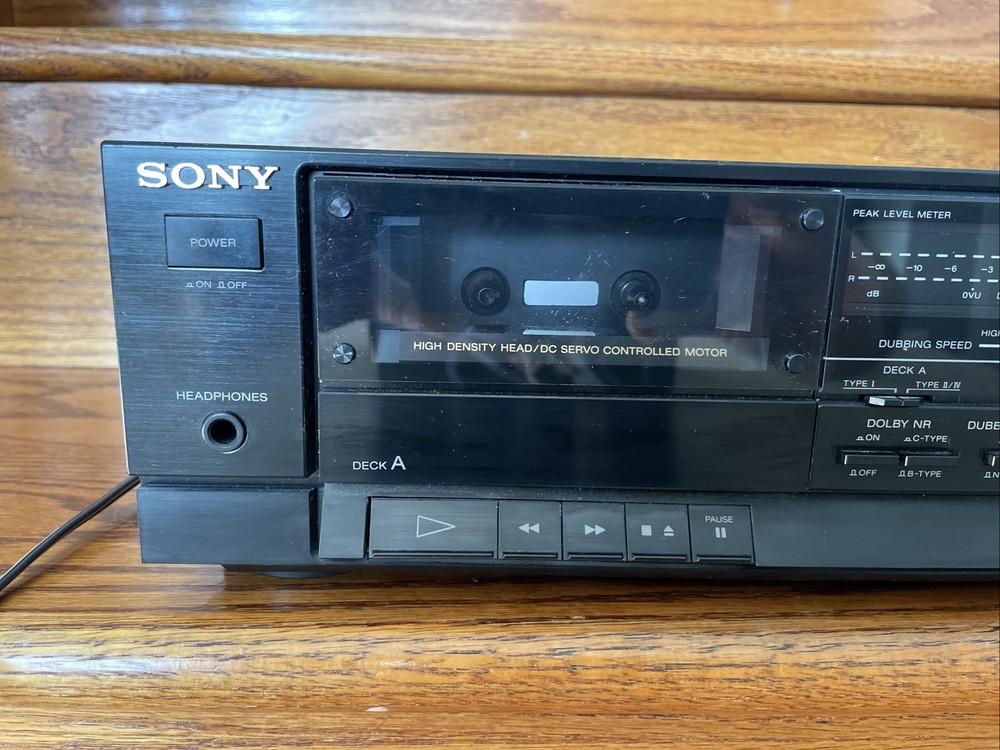 SONY
POWER
ON OFF
HEADPHONES
HIGH DENSITY HEAD/DC SERVO CONTROLLED MOTOR
DECK A
PAUSE
PEAK LEVEL METER
L
-∞ -10 -6 -3
R
dB 0VU
DUBBING SPEED
DECK A
TYPE I TYPE II/IV
DOLBY NR
ON C-TYPE
OFF B-TYPE